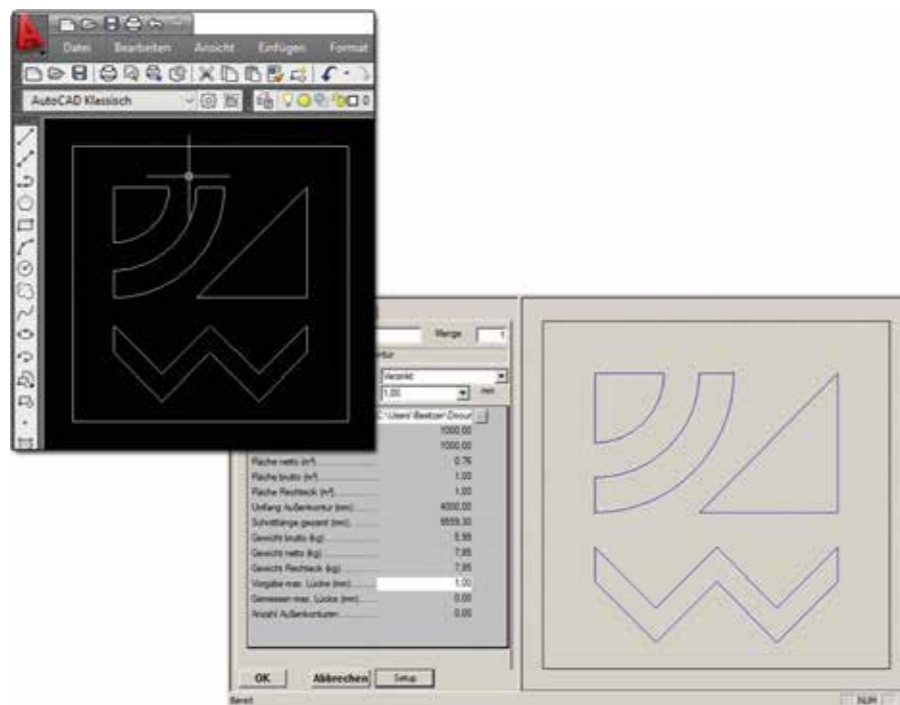 Datei Bearbeiten Ansicht Einfügen Format
AutoCAD Klassisch
0
Menge 1
Verzinkt
1,00 mm
C:\Users\Besitzer\Docum
1000,00
1000,00
Fläche netto (m²) 0,76
Fläche brutto (m²) 1,00
Fläche Rechteck (m²) 1,00
Umfang Außenkontur (mm) 4000,00
Schnittlänge gesamt (mm) 9559,30
Gewicht brutto (kg) 5,98
Gewicht netto (kg) 7,85
Gewicht Rechteck (kg) 7,85
Vorgabe max. Lücke (mm) 1,00
Gemessen max. Lücke (mm) 0,00
Anzahl Außenkonturen 0,00
OK Abbrechen Setup
Bereit NUM